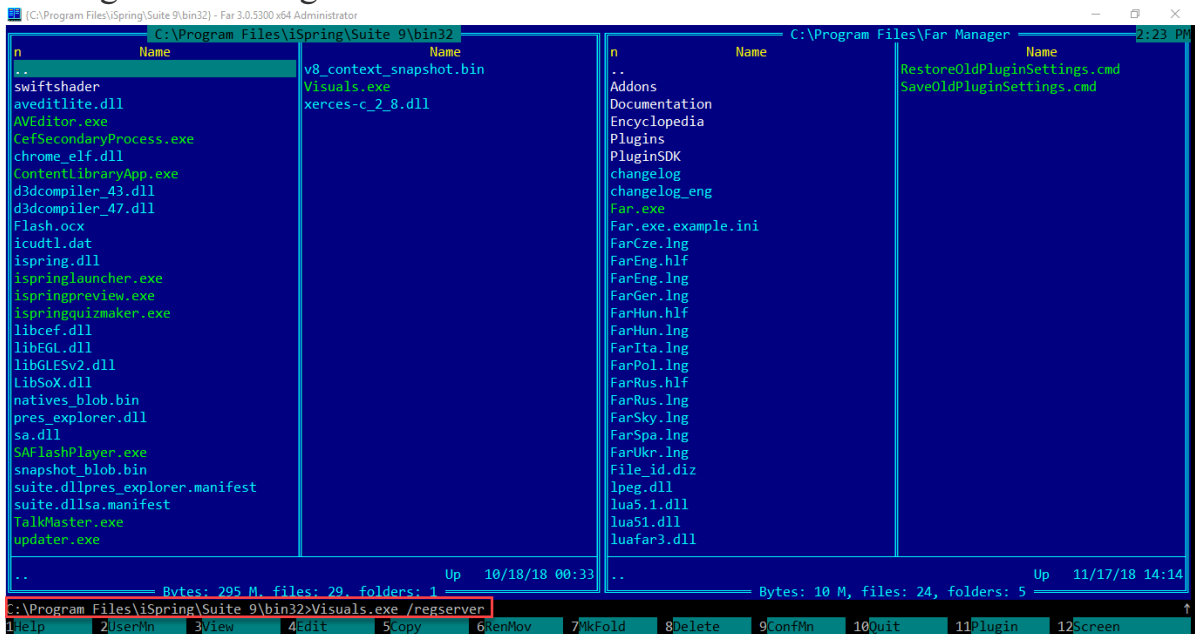 {C:\Program Files\iSpring\Suite 9\bin32} - Far 3.0.5300 x64 Administrator
C:\Program Files\iSpring\Suite 9\bin32
n Name Name
..
swiftshader
aveditlite.dll
AVEditor.exe
CefSecondaryProcess.exe
chrome_elf.dll
ContentLibraryApp.exe
d3dcompiler_43.dll
d3dcompiler_47.dll
Flash.ocx
icudtl.dat
ispring.dll
ispringlauncher.exe
ispringpreview.exe
ispringquizmaker.exe
libcef.dll
libEGL.dll
libGLESv2.dll
LibSoX.dll
natives_blob.bin
pres_explorer.dll
sa.dll
SAFlashPlayer.exe
snapshot_blob.bin
suite.dllpres_explorer.manifest
suite.dllsa.manifest
TalkMaster.exe
updater.exe
v8_context_snapshot.bin
Visuals.exe
xerces-c_2_8.dll
.. Up 10/18/18 00:33
Bytes: 295 M, files: 29, folders: 1
C:\Program Files\Far Manager 2:23 PM
n Name Name
..
Addons
Documentation
Encyclopedia
Plugins
PluginSDK
changelog
changelog_eng
Far.exe
Far.exe.example.ini
FarCze.lng
FarEng.hlf
FarEng.lng
FarGer.lng
FarHun.hlf
FarHun.lng
FarIta.lng
FarPol.lng
FarRus.hlf
FarRus.lng
FarSky.lng
FarSpa.lng
FarUkr.lng
File_id.diz
lpeg.dll
lua5.1.dll
lua51.dll
luafar3.dll
RestoreOldPluginSettings.cmd
SaveOldPluginSettings.cmd
.. Up 11/17/18 14:14
Bytes: 10 M, files: 24, folders: 5
C:\Program Files\iSpring\Suite 9\bin32>Visuals.exe /regserver
1Help 2UserMn 3View 4Edit 5Copy 6RenMov 7MkFold 8Delete 9ConfMn 10Quit 11Plugin 12Screen